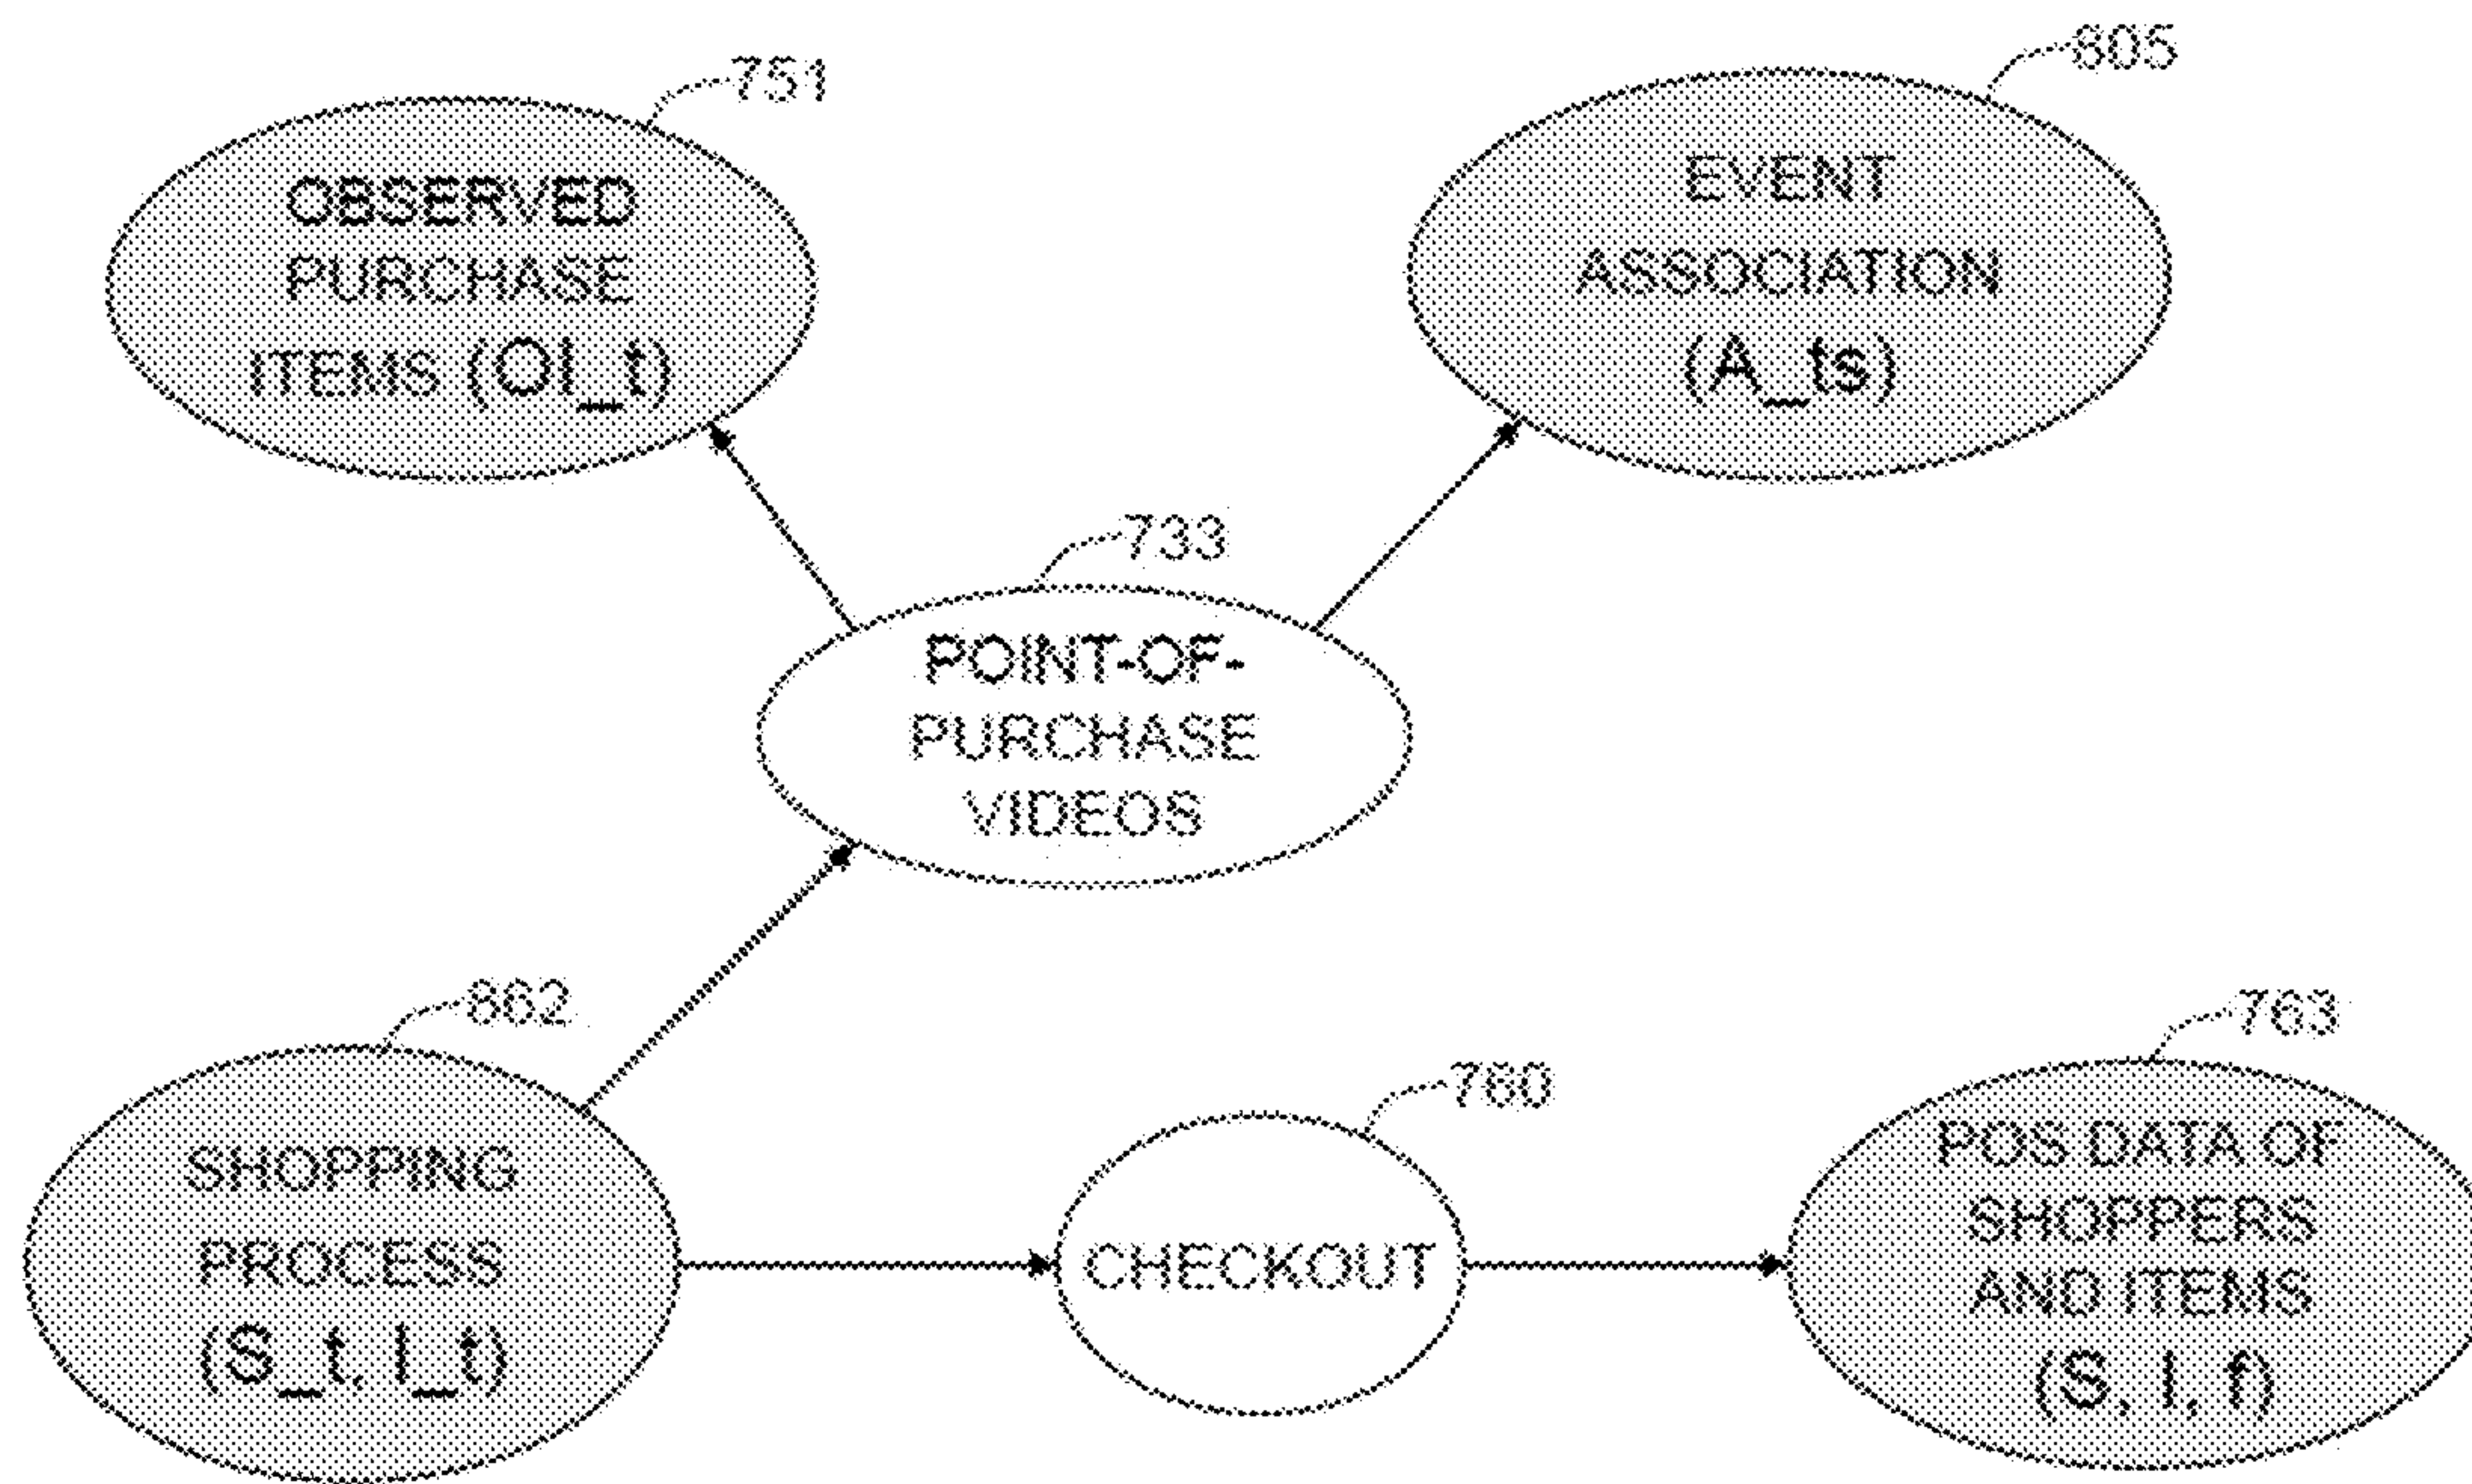 751
805
OBSERVED
PURCHASE
ITEMS (OI_t)
EVENT
ASSOCIATION
(A_ts)
733
POINT-OF-
PURCHASE
VIDEOS
862
763
760
SHOPPING
PROCESS
(S_t, I_t)
CHECKOUT
POS DATA OF
SHOPPERS
AND ITEMS
(S, I, f)